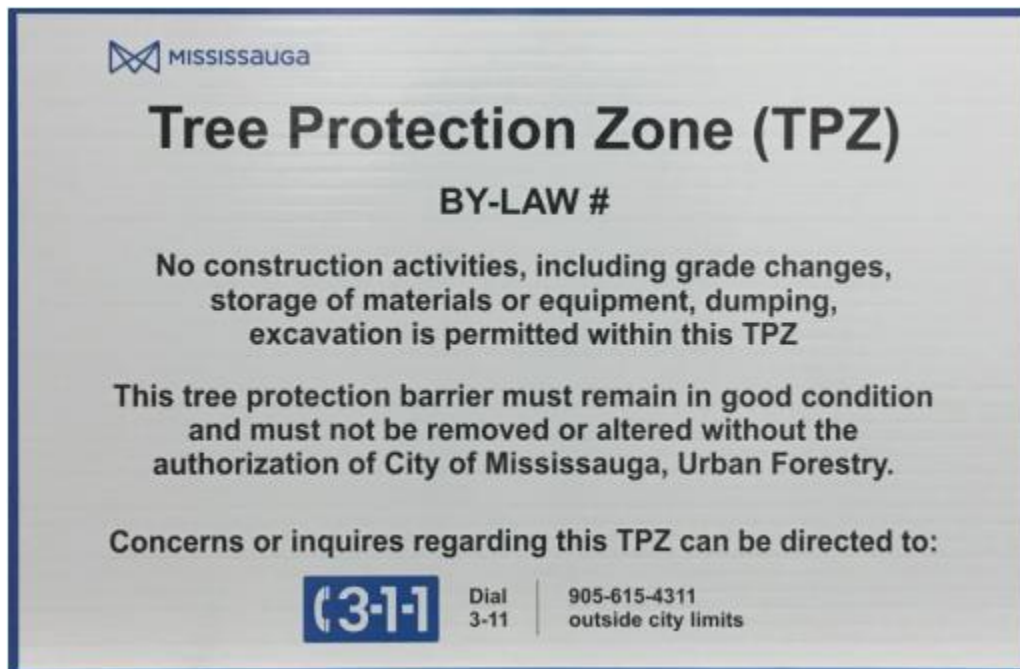 MISSISSauGa
Tree Protection Zone (TPZ)
BY-LAW #
No construction activities, including grade changes,
storage of materials or equipment, dumping,
excavation is permitted within this TPZ
This tree protection barrier must remain in good condition
and must not be removed or altered without the
authorization of City of Mississauga, Urban Forestry.
Concerns or inquires regarding this TPZ can be directed to:
3-1-1
Dial
3-11
905-615-4311
outside city limits